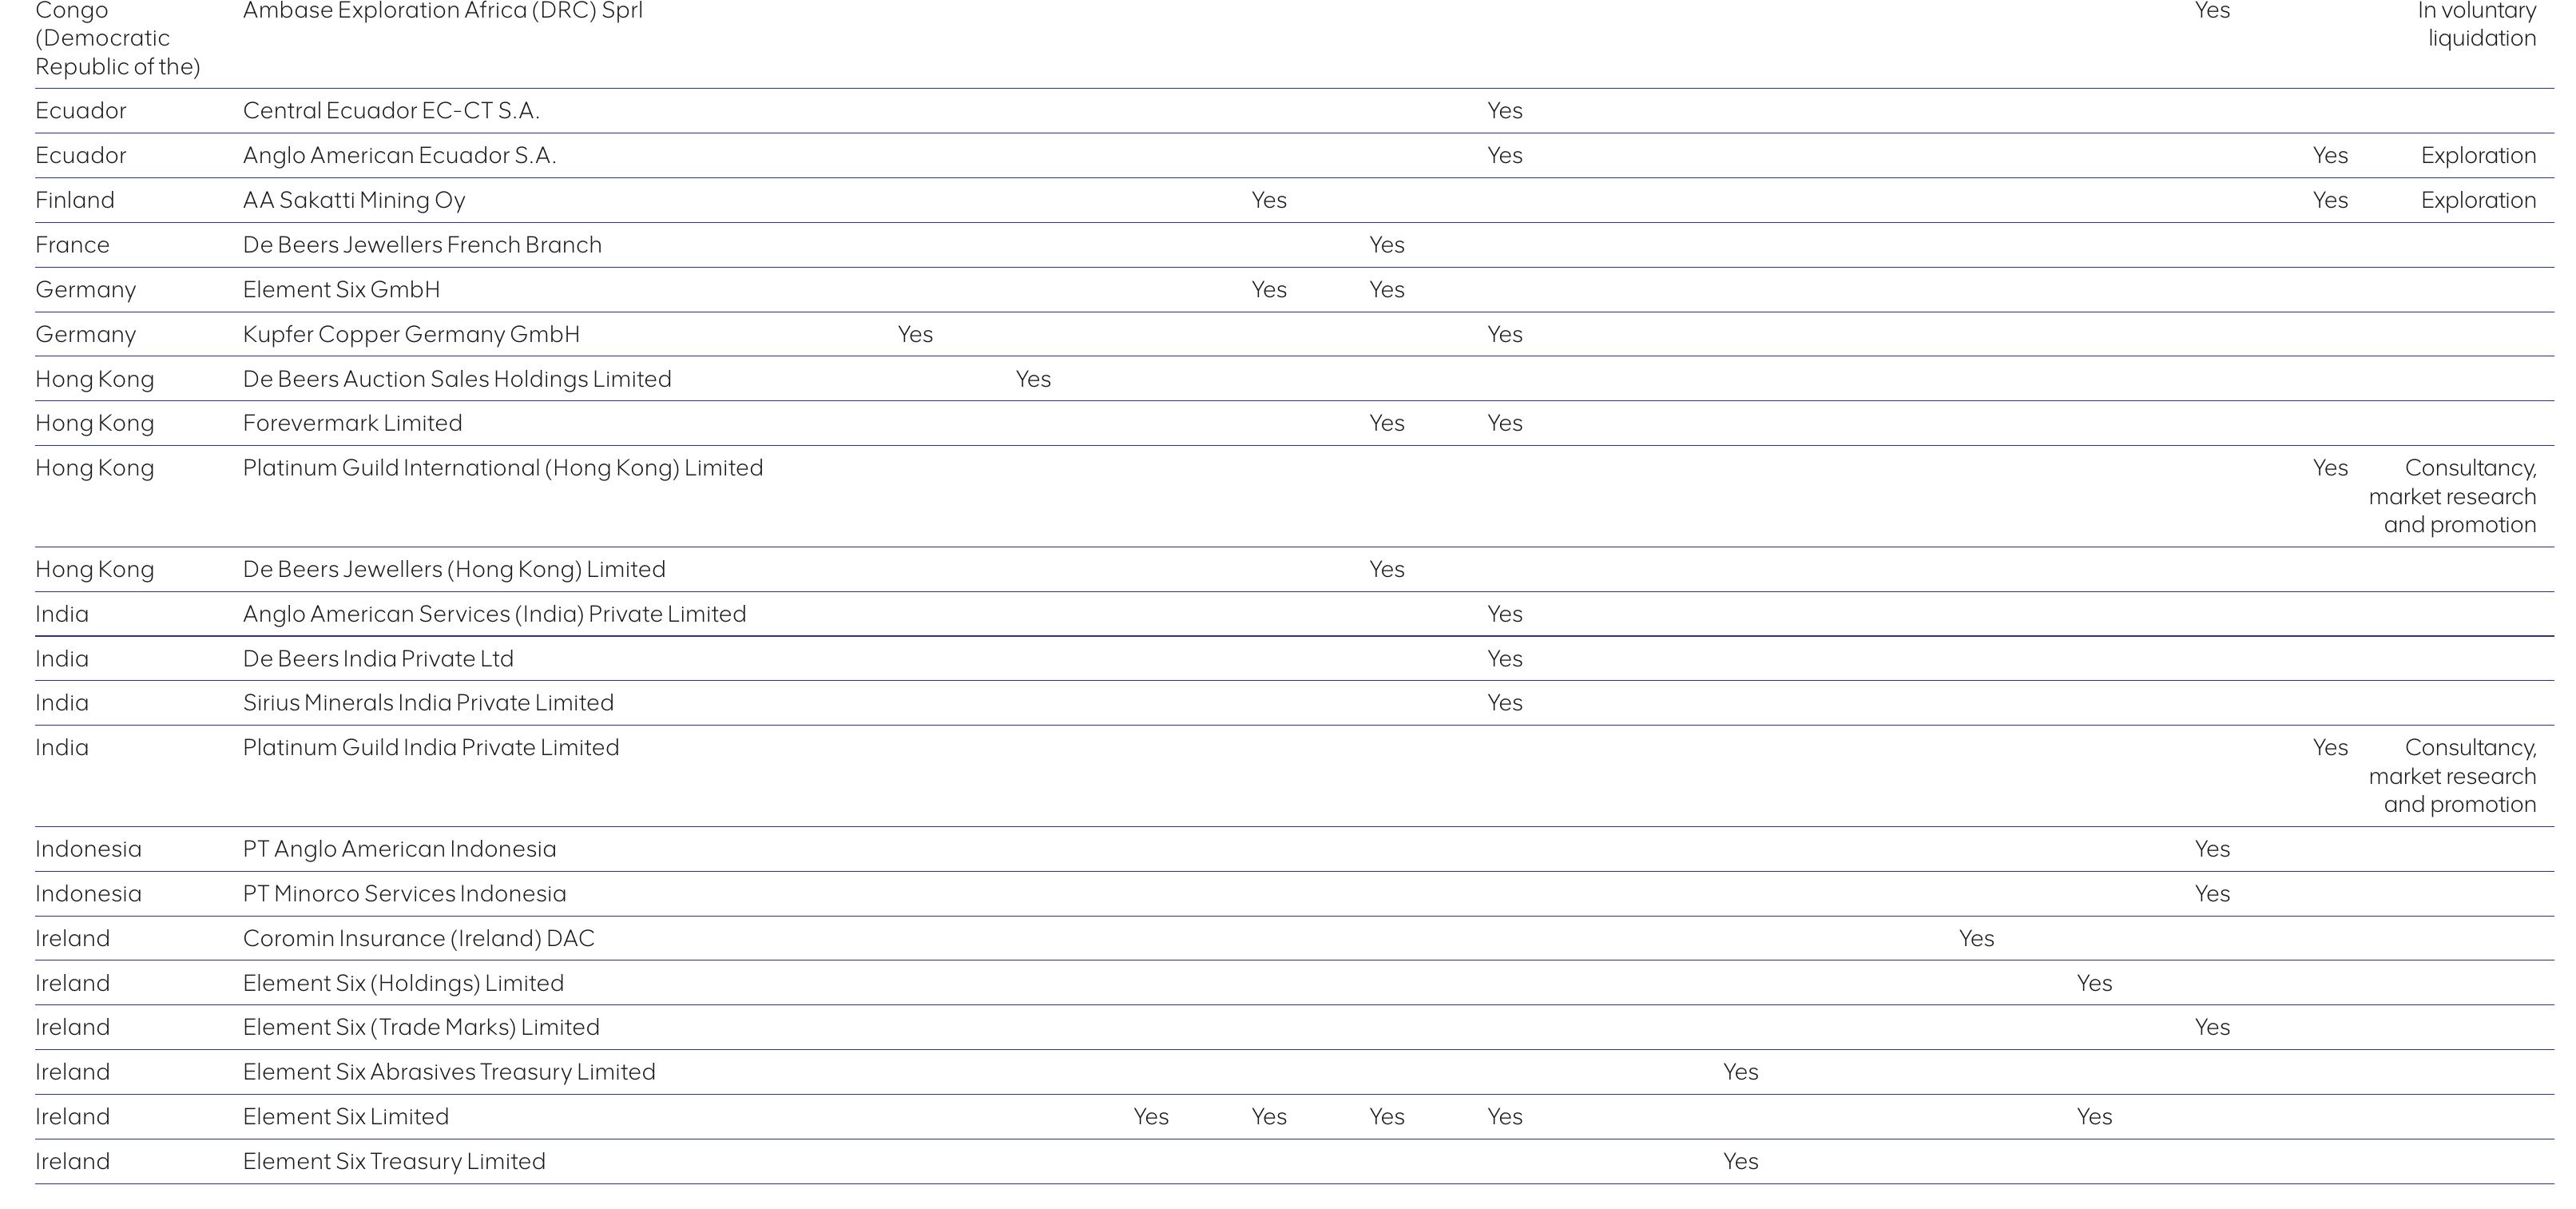 Congo Ambase Exploration Africa (DRC) Sprl Yes In voluntary
(Democratic liquidation
Republic of the)
Ecuador Central Ecuador EC-CT S.A. Yes
Ecuador Anglo American Ecuador S.A. Yes Yes Exploration
Finland AA Sakatti Mining Oy Yes Yes Exploration
France De Beers Jewellers French Branch Yes
Germany Element Six GmbH Yes Yes
Germany Kupfer Copper Germany GmbH Yes Yes
Hong Kong De Beers Auction Sales Holdings Limited Yes
Hong Kong Forevermark Limited Yes Yes
Hong Kong Platinum Guild International (Hong Kong) Limited Yes Consultancy,
market research
and promotion
Hong Kong De Beers Jewellers (Hong Kong) Limited Yes
India Anglo American Services (India) Private Limited Yes
India De Beers India Private Ltd Yes
India Sirius Minerals India Private Limited Yes
India Platinum Guild India Private Limited Yes Consultancy,
market research
and promotion
Indonesia PT Anglo American Indonesia Yes
Indonesia PT Minorco Services Indonesia Yes
Ireland Coromin Insurance (Ireland) DAC Yes
Ireland Element Six (Holdings) Limited Yes
Ireland Element Six (Trade Marks) Limited Yes
Ireland Element Six Abrasives Treasury Limited Yes
Ireland Element Six Limited Yes Yes Yes Yes Yes
Ireland Element Six Treasury Limited Yes